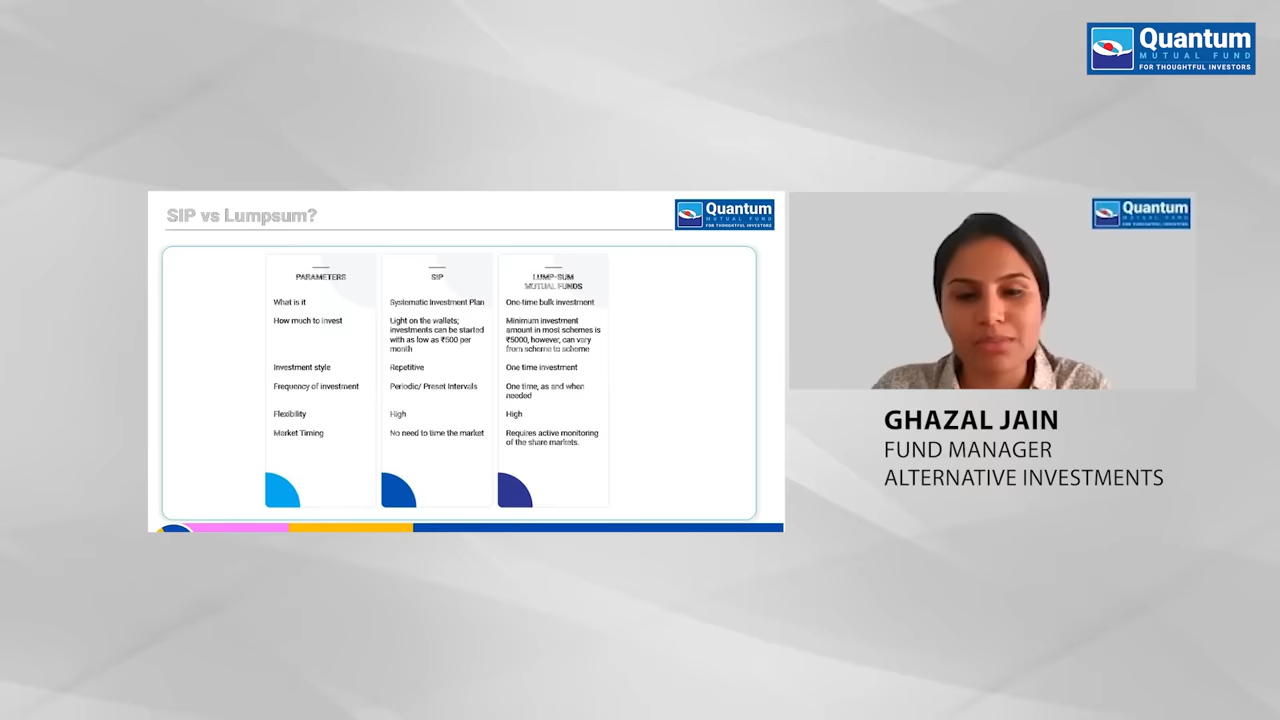 Quantum
MUTUAL FUND
FOR THOUGHTFUL INVESTORS
SIP vs Lumpsum?
Quantum
MUTUAL FUND
FOR THOUGHTFUL INVESTORS
PARAMETERS
SIP
LUMP-SUM
MUTUAL FUNDS
What is it
Systematic Investment Plan
One-time bulk investment
How much to invest
Light on the wallets;
investments can be started
with as low as ₹500 per
month
Minimum investment
amount in most schemes is
₹5000, however, can vary
from scheme to scheme
Investment style
Repetitive
One time investment
Frequency of investment
Periodic/ Preset Intervals
One time, as and when
needed
Flexibility
High
High
Market Timing
No need to time the market
Requires active monitoring
of the share markets.
Quantum
MUTUAL FUND
FOR THOUGHTFUL INVESTORS
GHAZAL JAIN
FUND MANAGER
ALTERNATIVE INVESTMENTS